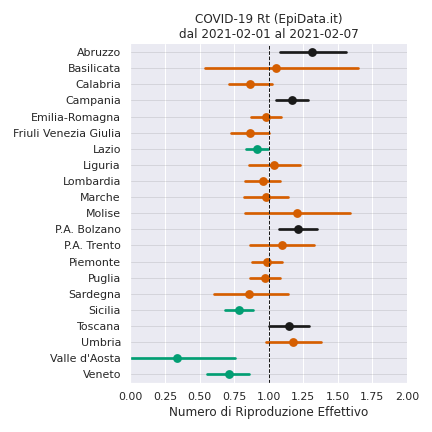 COVID-19 Rt (EpiData.it)
dal 2021-02-01 al 2021-02-07
Abruzzo
Basilicata
Calabria
Campania
Emilia-Romagna
Friuli Venezia Giulia
Lazio
Liguria
Lombardia
Marche
Molise
P.A. Bolzano
P.A. Trento
Piemonte
Puglia
Sardegna
Sicilia
Toscana
Umbria
Valle d'Aosta
Veneto
0.00 0.25 0.50 0.75 1.00 1.25 1.50 1.75 2.00
Numero di Riproduzione Effettivo